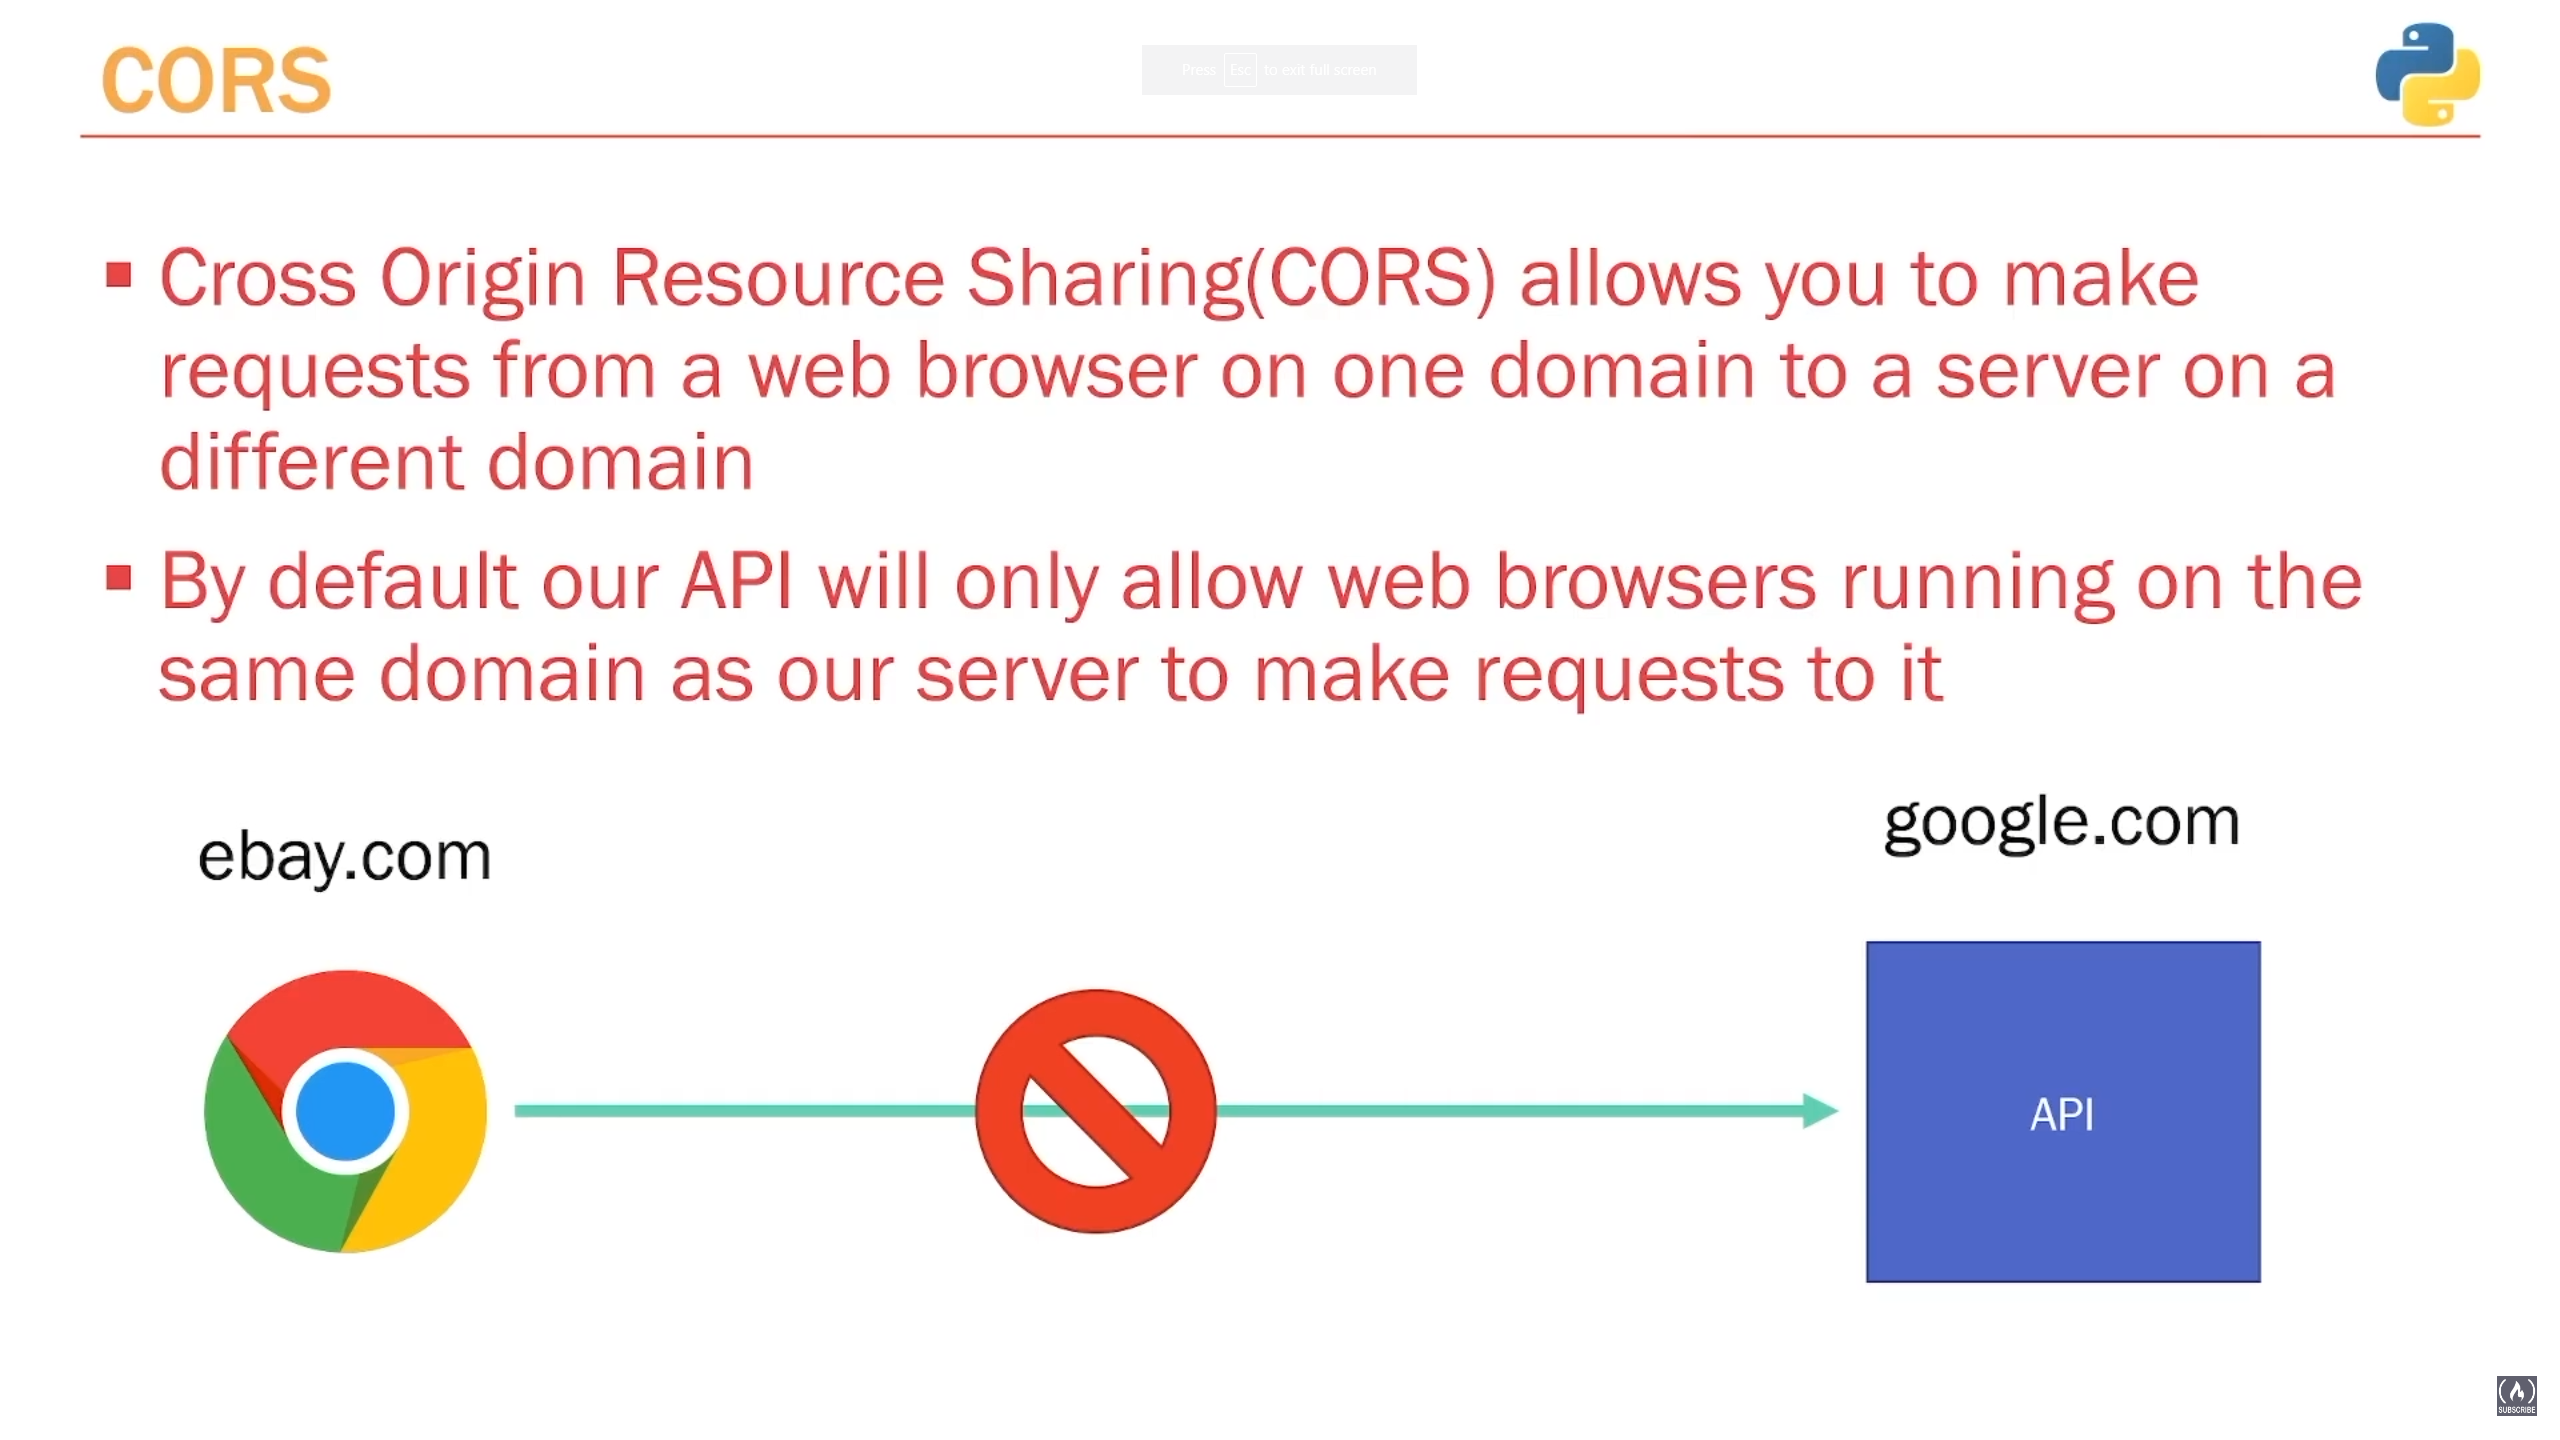 CORS
Press Esc to exit full screen
Cross Origin Resource Sharing(CORS) allows you to make
requests from a web browser on one domain to a server on a
different domain
By default our API will only allow web browsers running on the
same domain as our server to make requests to it
ebay.com
google.com
API
SUBSCRIBE